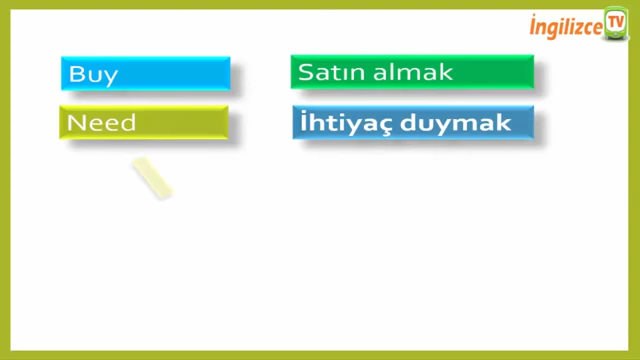 İngilizce TV
Buy
Satın almak
Need
İhtiyaç duymak